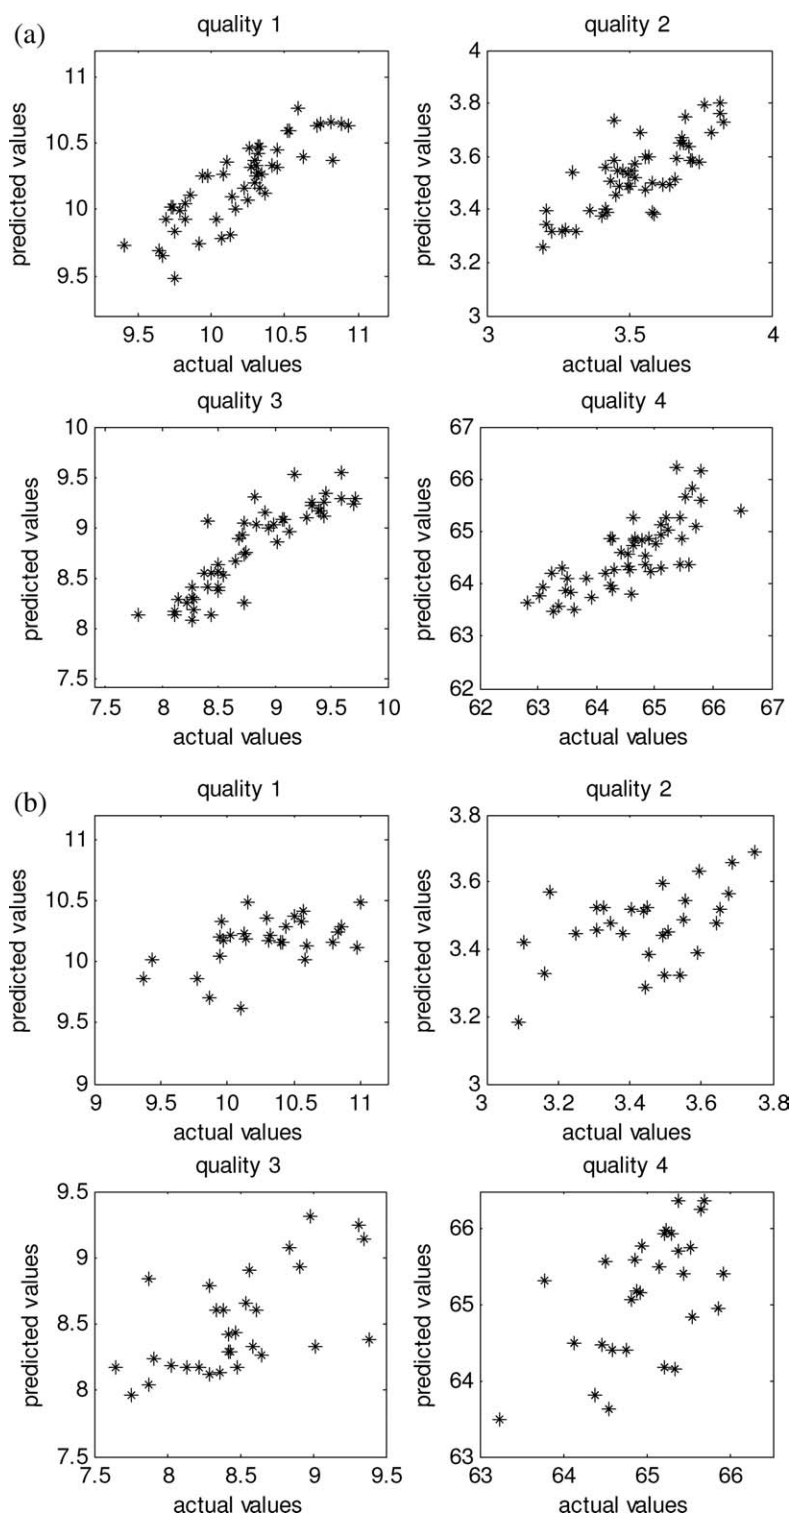 (a)
quality 1
quality 2
predicted values
11
10.5
10
9.5
9.5 10 10.5 11
actual values
predicted values
4
3.8
3.6
3.4
3.2
3
3 3.5 4
actual values
quality 3
quality 4
predicted values
10
9.5
9
8.5
8
7.5
7.5 8 8.5 9 9.5 10
actual values
predicted values
67
66
65
64
63
62
62 63 64 65 66 67
actual values
(b)
quality 1
quality 2
predicted values
11
10.5
10
9.5
9
9 9.5 10 10.5 11
actual values
predicted values
3.8
3.6
3.4
3.2
3
3 3.2 3.4 3.6 3.8
actual values
quality 3
quality 4
predicted values
9.5
9
8.5
8
7.5
7.5 8 8.5 9 9.5
actual values
predicted values
66
65
64
63
63 64 65 66
actual values